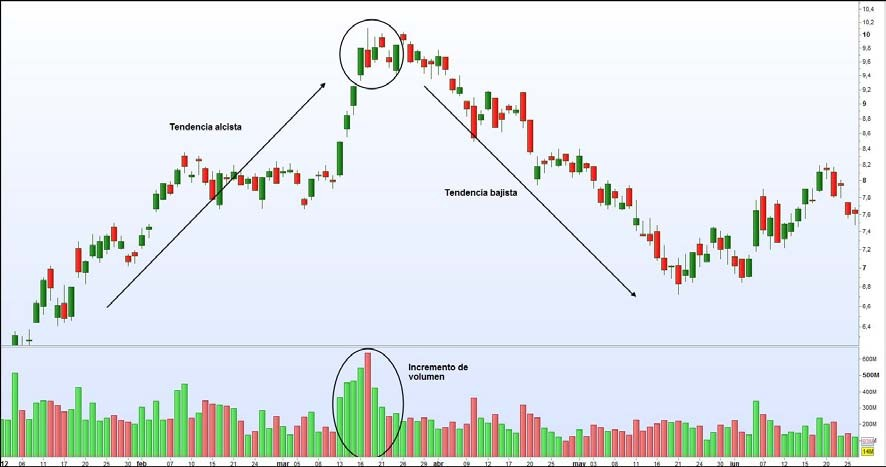 10,4
10,2
10
9,8
9,6
9,4
9,2
9
8,8
8,6
8,4
8,2
8
7,8
7,6
7,4
7,2
7
6,8
6,6
6,4
Tendencia alcista
Tendencia bajista
Incremento de
volumen
600M
500M
400M
300M
200M
14M
12 06 11 17 20 25 30 feb 07 10 15 21 24 mar 05 08 13 16 21 26 29 abr 09 12 17 20 25 may 03 08 11 16 21 24 30 jun 07 12 15 20 25